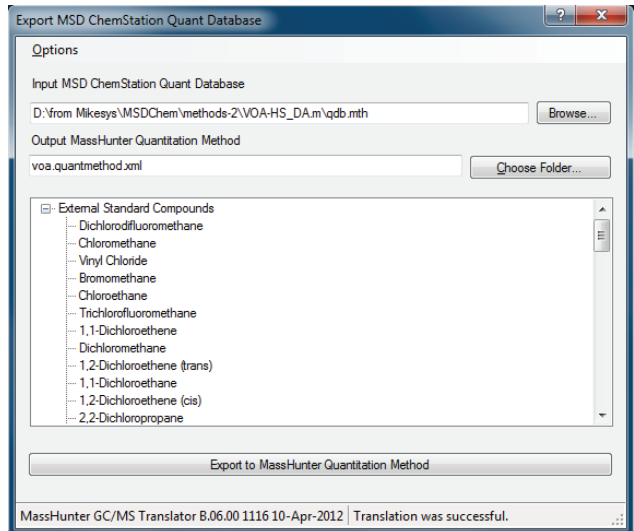 Export MSD ChemStation Quant Database
Options
Input MSD ChemStation Quant Database
D:\from Mikesys\MSDChem\methods-2\VOA-HS_DA.m\qdb.mth
Browse...
Output MassHunter Quantitation Method
voa.quantmethod.xml
Choose Folder...
External Standard Compounds
Dichlorodifluoromethane
Chloromethane
Vinyl Chloride
Bromomethane
Chloroethane
Trichlorofluoromethane
1,1-Dichloroethene
Dichloromethane
1,2-Dichloroethene (trans)
1,1-Dichloroethane
1,2-Dichloroethene (cis)
2,2-Dichloropropane
Export to MassHunter Quantitation Method
MassHunter GC/MS Translator B.06.00 1116 10-Apr-2012 Translation was successful.